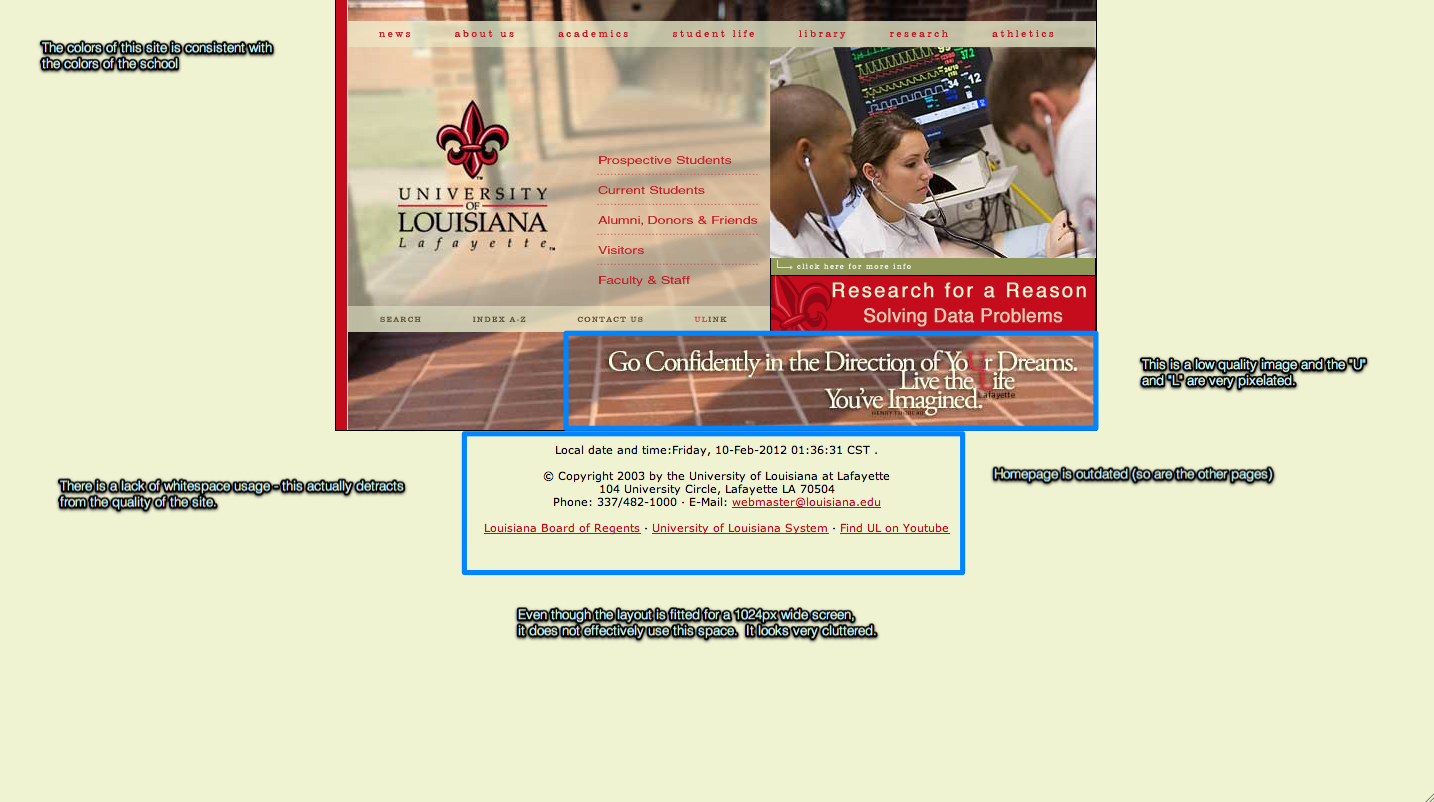 news about us academics student life library research athletics
The colors of this site is consistent with
the colors of the school
UNIVERSITY
OF
LOUISIANA
Lafayette™
Prospective Students
Current Students
Alumni, Donors & Friends
Visitors
Faculty & Staff
click here for more info
Research for a Reason
Solving Data Problems
SEARCH INDEX A-Z CONTACT US ULINK
Go Confidently in the Direction of YoUr Dreams.
Live the Life
Lafayette
You've Imagined.
HENRY THOREAU
This is a low quality image and the "U"
and "L" are very pixelated.
Local date and time:Friday, 10-Feb-2012 01:36:31 CST .
© Copyright 2003 by the University of Louisiana at Lafayette
104 University Circle, Lafayette LA 70504
Phone: 337/482-1000 · E-Mail: webmaster@louisiana.edu
Louisiana Board of Regents · University of Louisiana System · Find UL on Youtube
There is a lack of whitespace usage - this actually detracts
from the quality of the site.
Homepage is outdated (so are the other pages)
Even though the layout is fitted for a 1024px wide screen,
it does not effectively use this space.  It looks very cluttered.